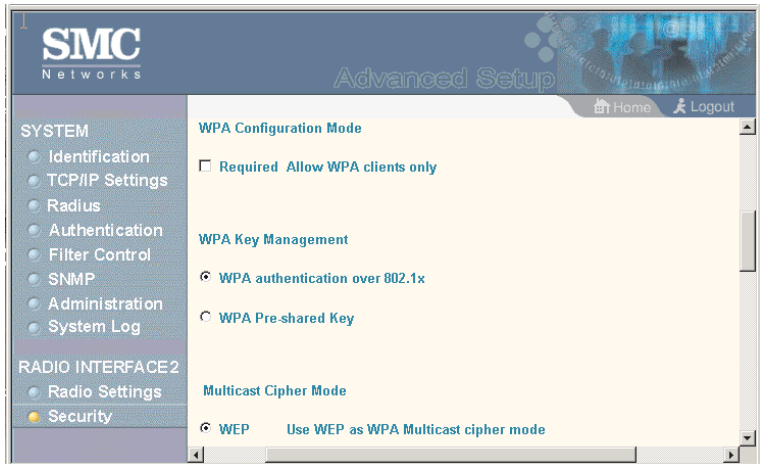 SMC
Networks
Advanced Setup
Home
Logout
SYSTEM
Identification
TCP/IP Settings
Radius
Authentication
Filter Control
SNMP
Administration
System Log
RADIO INTERFACE2
Radio Settings
Security
WPA Configuration Mode
Required Allow WPA clients only
WPA Key Management
WPA authentication over 802.1x
WPA Pre-shared Key
Multicast Cipher Mode
WEP Use WEP as WPA Multicast cipher mode